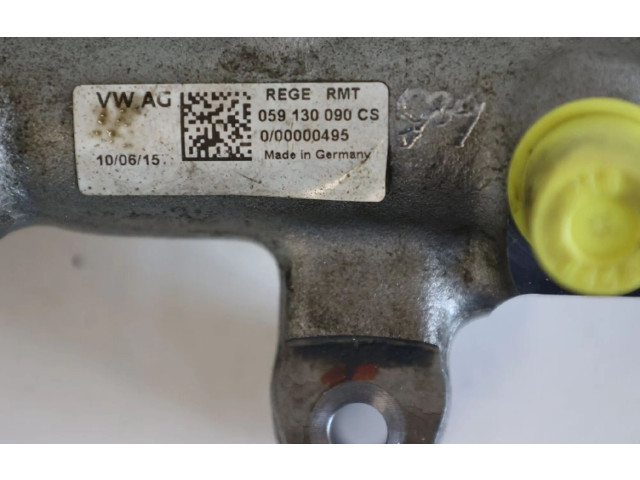 VW AG
REGE RMT
059 130 090 CS
0/00000495
10/06/15
Made in Germany